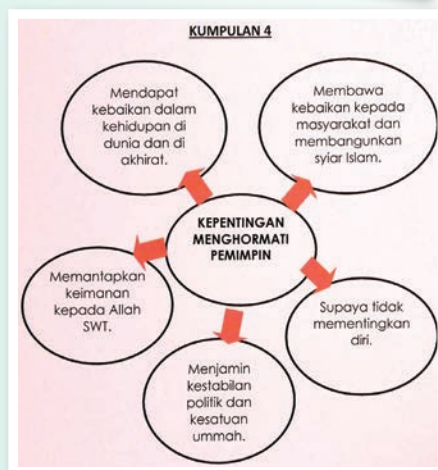 KUMPULAN 4
Mendapat
kebaikan dalam
kehidupan di
dunia dan di
akhirat.
Membawa
kebaikan kepada
masyarakat dan
membangunkan
syiar Islam.
KEPENTINGAN
MENGHORMATI
PEMIMPIN
Memantapkan
keimanan
kepada Allah
SWT.
Supaya tidak
mementingkan
diri.
Menjamin
kestabilan
politik dan
kesatuan
ummah.